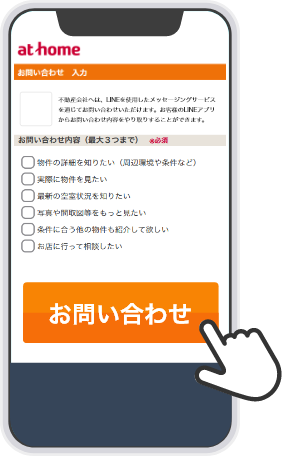 at home
お問い合わせ 入力
不動産会社へは、LINEを使用したメッセージングサービス
を通じてお問い合わせいただけます。お客様のLINEアプリ
からお問い合わせ内容をやり取りすることができます。
お問い合わせ内容（最大３つまで） ※必須
物件の詳細を知りたい（周辺環境や条件など）
実際に物件を見たい
最新の空室状況を知りたい
写真や間取図等をもっと見たい
条件に合う他の物件も紹介して欲しい
お店に行って相談したい
お問い合わせ